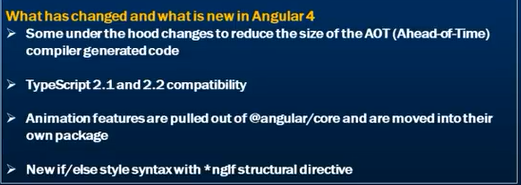 What has changed and what is new in Angular 4
➢ Some under the hood changes to reduce the size of the AOT (Ahead-of-Time)
compiler generated code
➢ TypeScript 2.1 and 2.2 compatibility
➢ Animation features are pulled out of @angular/core and are moved into their
own package
➢ New if/else style syntax with *ngIf structural directive